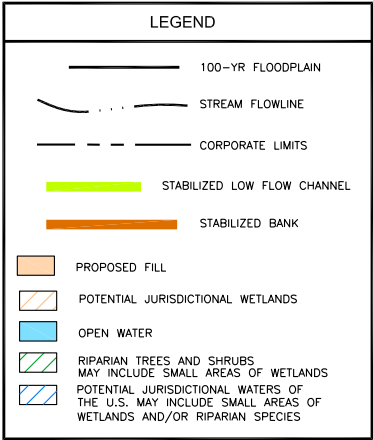 LEGEND
100-YR FLOODPLAIN
STREAM FLOWLINE
CORPORATE LIMITS
STABILIZED LOW FLOW CHANNEL
STABILIZED BANK
PROPOSED FILL
POTENTIAL JURISDICTIONAL WETLANDS
OPEN WATER
RIPARIAN TREES AND SHRUBS
MAY INCLUDE SMALL AREAS OF WETLANDS
POTENTIAL JURISDICTIONAL WATERS OF
THE U.S. MAY INCLUDE SMALL AREAS OF
WETLANDS AND/OR RIPARIAN SPECIES